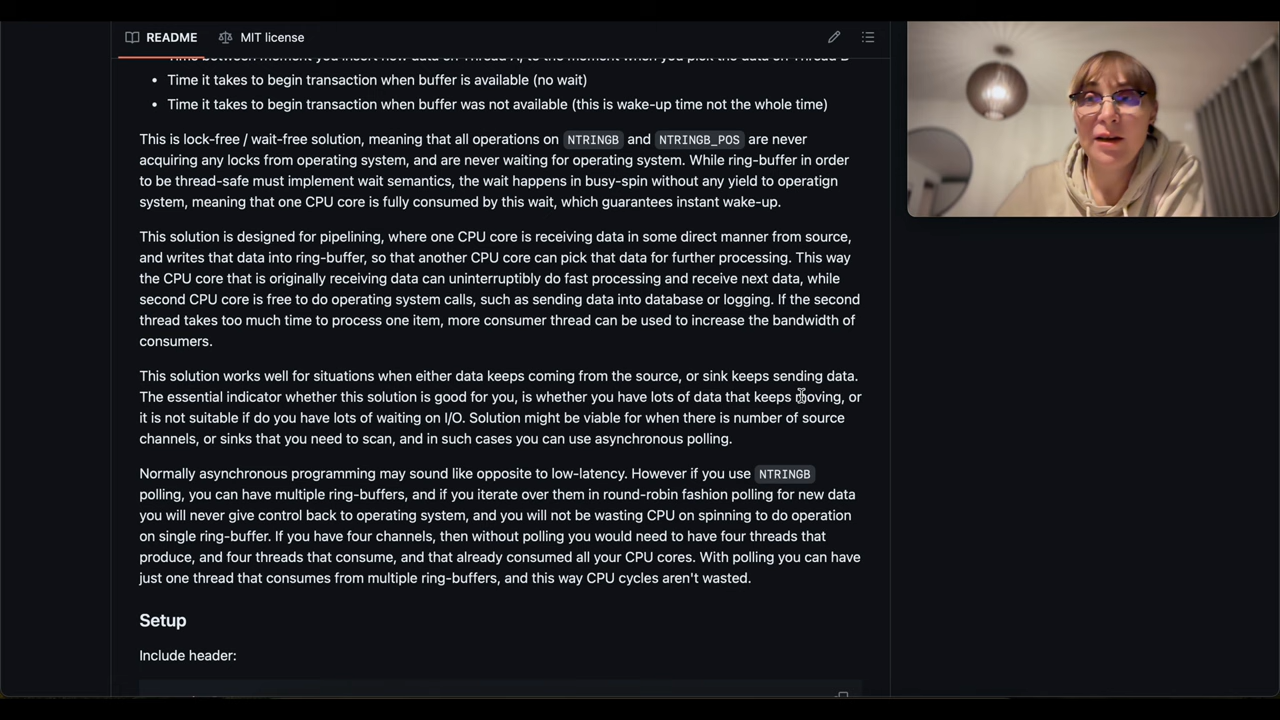 README
MIT license
Time between moment you insert new data on Thread A, to the moment when you pick the data on Thread B
Time it takes to begin transaction when buffer is available (no wait)
Time it takes to begin transaction when buffer was not available (this is wake-up time not the whole time)
This is lock-free / wait-free solution, meaning that all operations on NTRINGB and NTRINGB_POS are never
acquiring any locks from operating system, and are never waiting for operating system. While ring-buffer in order
to be thread-safe must implement wait semantics, the wait happens in busy-spin without any yield to operatign
system, meaning that one CPU core is fully consumed by this wait, which guarantees instant wake-up.
This solution is designed for pipelining, where one CPU core is receiving data in some direct manner from source,
and writes that data into ring-buffer, so that another CPU core can pick that data for further processing. This way
the CPU core that is originally receiving data can uninterruptibly do fast processing and receive next data, while
second CPU core is free to do operating system calls, such as sending data into database or logging. If the second
thread takes too much time to process one item, more consumer thread can be used to increase the bandwidth of
consumers.
This solution works well for situations when either data keeps coming from the source, or sink keeps sending data.
The essential indicator whether this solution is good for you, is whether you have lots of data that keeps moving, or
it is not suitable if do you have lots of waiting on I/O. Solution might be viable for when there is number of source
channels, or sinks that you need to scan, and in such cases you can use asynchronous polling.
Normally asynchronous programming may sound like opposite to low-latency. However if you use NTRINGB
polling, you can have multiple ring-buffers, and if you iterate over them in round-robin fashion polling for new data
you will never give control back to operating system, and you will not be wasting CPU on spinning to do operation
on single ring-buffer. If you have four channels, then without polling you would need to have four threads that
produce, and four threads that consume, and that already consumed all your CPU cores. With polling you can have
just one thread that consumes from multiple ring-buffers, and this way CPU cycles aren't wasted.
Setup
Include header: